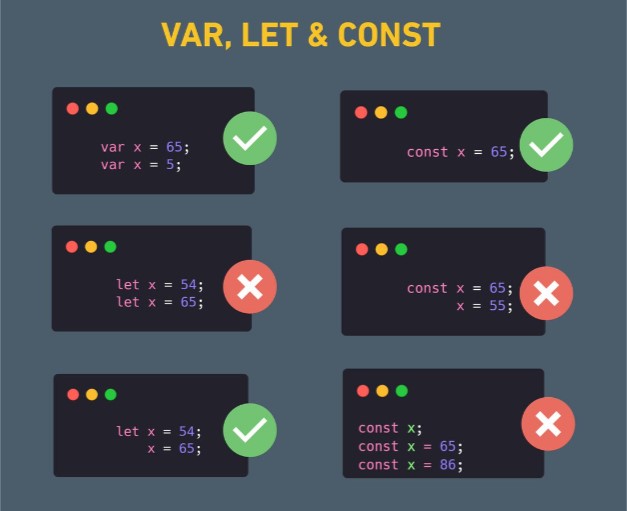 VAR, LET & CONST
var x = 65;
var x = 5;
const x = 65;
let x = 54;
let x = 65;
const x = 65;
x = 55;
let x = 54;
x = 65;
const x;
const x = 65;
const x = 86;